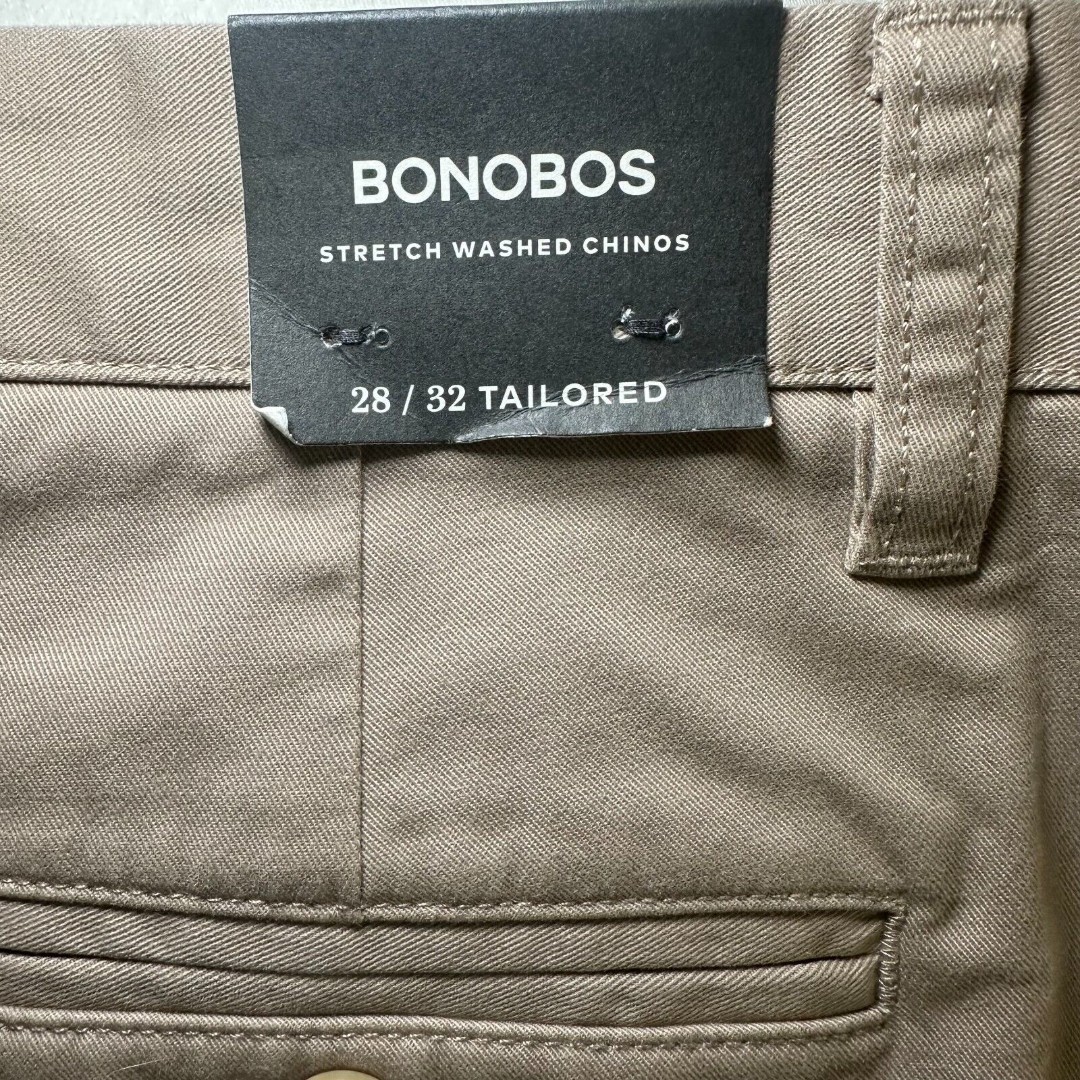 BONOBOS
STRETCH WASHED CHINOS
28 / 32 TAILORED